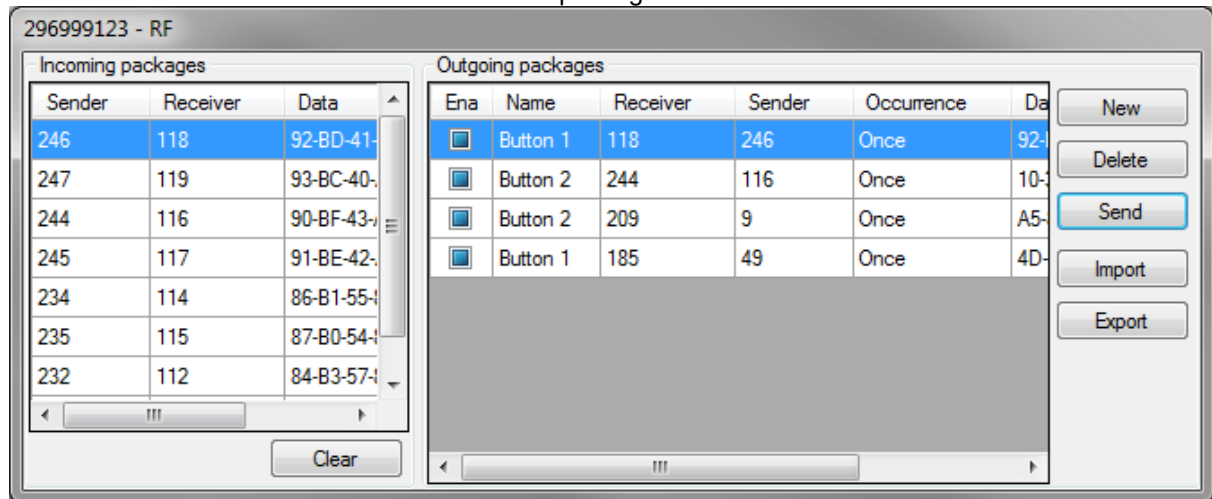 296999123 - RF
Incoming packages
Sender Receiver Data
246 118 92-BD-41-
247 119 93-BC-40-
244 116 90-BF-43-
245 117 91-BE-42-
234 114 86-B1-55-
235 115 87-B0-54-
232 112 84-B3-57-
Clear
Outgoing packages
Ena Name Receiver Sender Occurrence Da
Button 1 118 246 Once 92-
Button 2 244 116 Once 10-
Button 2 209 9 Once A5-
Button 1 185 49 Once 4D-
New
Delete
Send
Import
Export